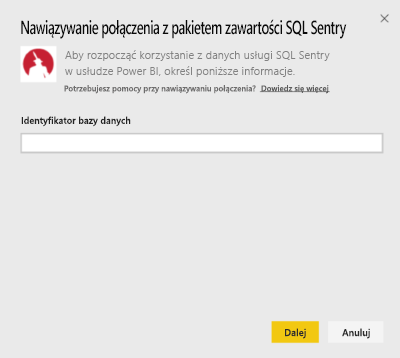 Nawiązywanie połączenia z pakietem zawartości SQL Sentry
Aby rozpocząć korzystanie z danych usługi SQL Sentry
w usłudze Power BI, określ poniższe informacje.
Potrzebujesz pomocy przy nawiązywaniu połączenia? Dowiedz się więcej
Identyfikator bazy danych
Dalej
Anuluj